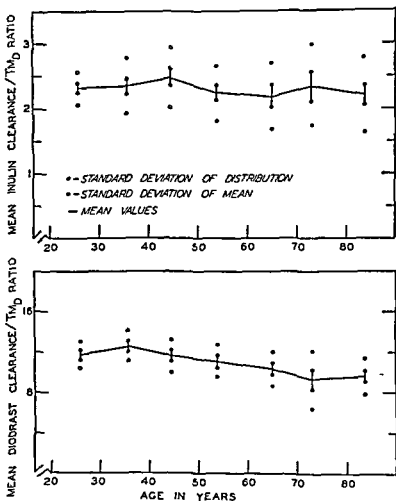 MEAN INULIN CLEARANCE/TMD RATIO
3
2
1
•-STANDARD DEVIATION OF DISTRIBUTION
•-STANDARD DEVIATION OF MEAN
— MEAN VALUES
20 30 40 50 60 70 80
MEAN DIODRAST CLEARANCE/TMD RATIO
8
20 30 40 50 60 70 80
AGE IN YEARS